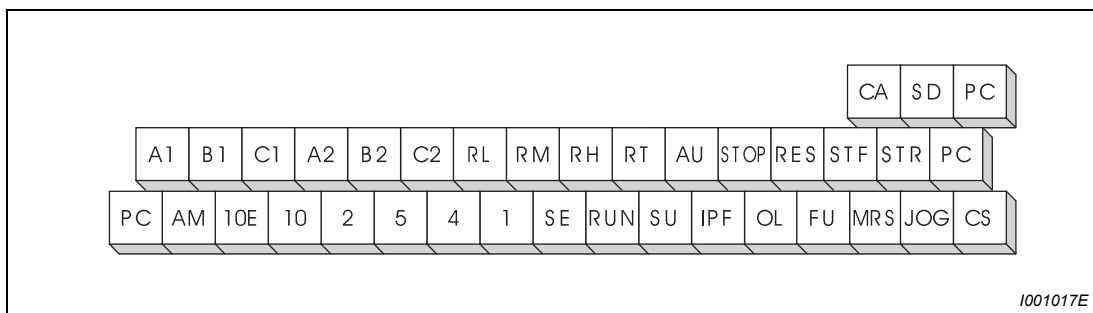 CA SD PC
A1 B1 C1 A2 B2 C2 RL RM RH RT AU STOP RES STF STR PC
PC AM 10E 10 2 5 4 1 SE RUN SU IPF OL FU MRS JOG CS
I001017E